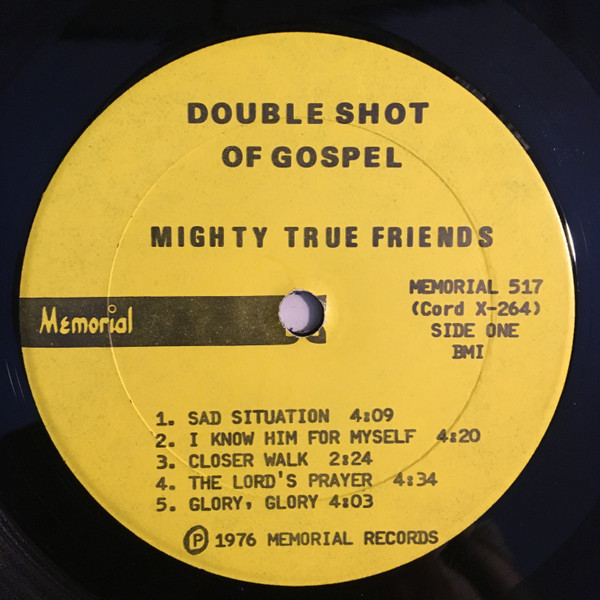 DOUBLE SHOT
OF GOSPEL
MIGHTY TRUE FRIENDS
Memorial
MEMORIAL 517
(Cord X-264)
SIDE ONE
BMI
1. SAD SITUATION 4:09
2. I KNOW HIM FOR MYSELF 4:20
3. CLOSER WALK 2:24
4. THE LORD'S PRAYER 4:34
5. GLORY, GLORY 4:03
Ⓟ 1976 MEMORIAL RECORDS